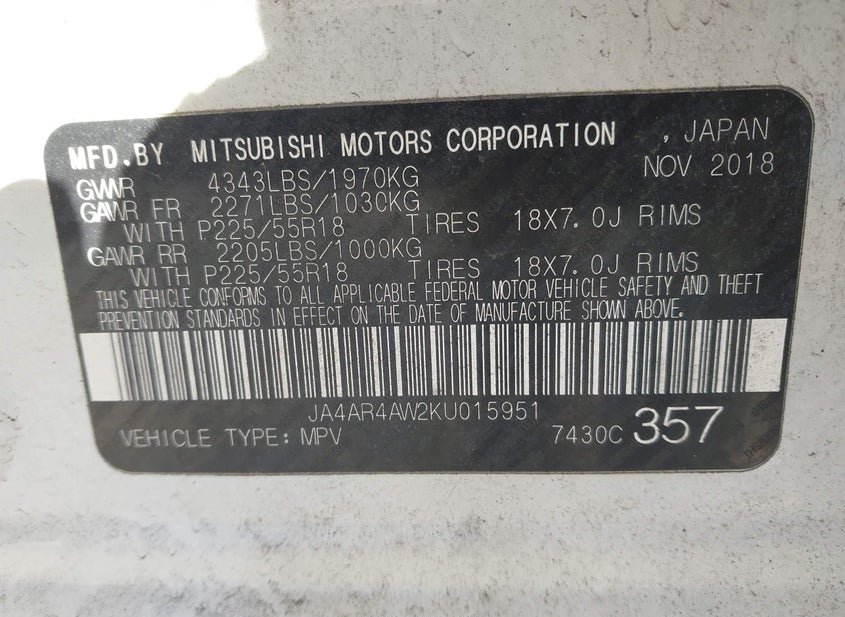 MFD.BY MITSUBISHI MOTORS CORPORATION , JAPAN
NOV 2018
GVWR 4343LBS/1970KG
GAWR FR 2271LBS/1030KG
WITH P225/55R18 TIRES 18X7.0J RIMS
GAWR RR 2205LBS/1000KG
WITH P225/55R18 TIRES 18X7.0J RIMS
THIS VEHICLE CONFORMS TO ALL APPLICABLE FEDERAL MOTOR VEHICLE SAFETY AND THEFT
PREVENTION STANDARDS IN EFFECT ON THE DATE OF MANUFACTURE SHOWN ABOVE.
JA4AR4AW2KU015951
VEHICLE TYPE: MPV 7430C 357